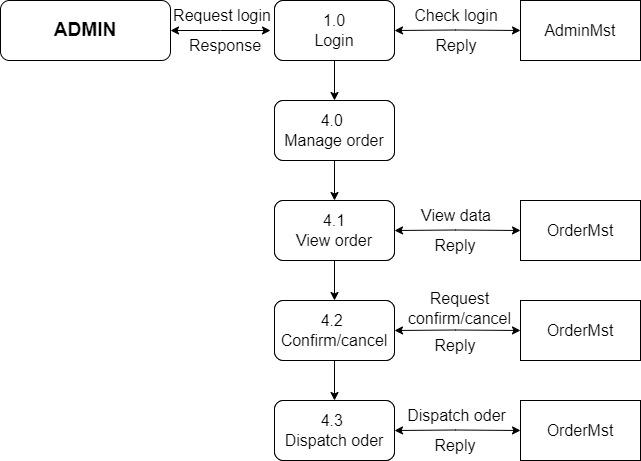 ADMIN
Request login
Response
1.0
Login
Check login
Reply
AdminMst
4.0
Manage order
4.1
View order
View data
Reply
OrderMst
4.2
Confirm/cancel
Request
confirm/cancel
Reply
OrderMst
4.3
Dispatch oder
Dispatch oder
Reply
OrderMst